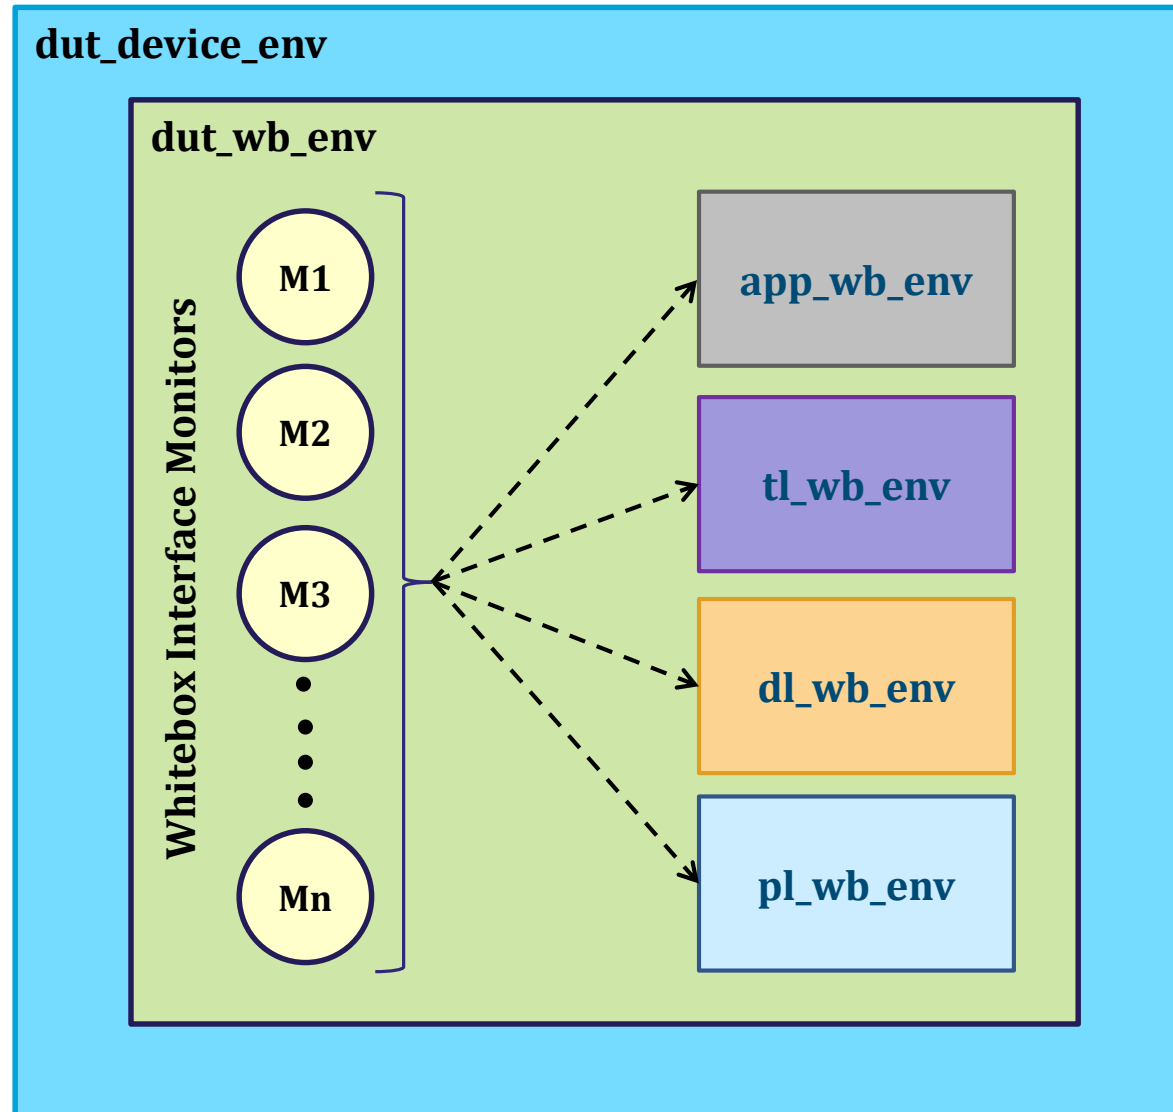 dut_device_env
dut_wb_env
Whitebox Interface Monitors
M1
M2
M3
Mn
app_wb_env
tl_wb_env
dl_wb_env
pl_wb_env